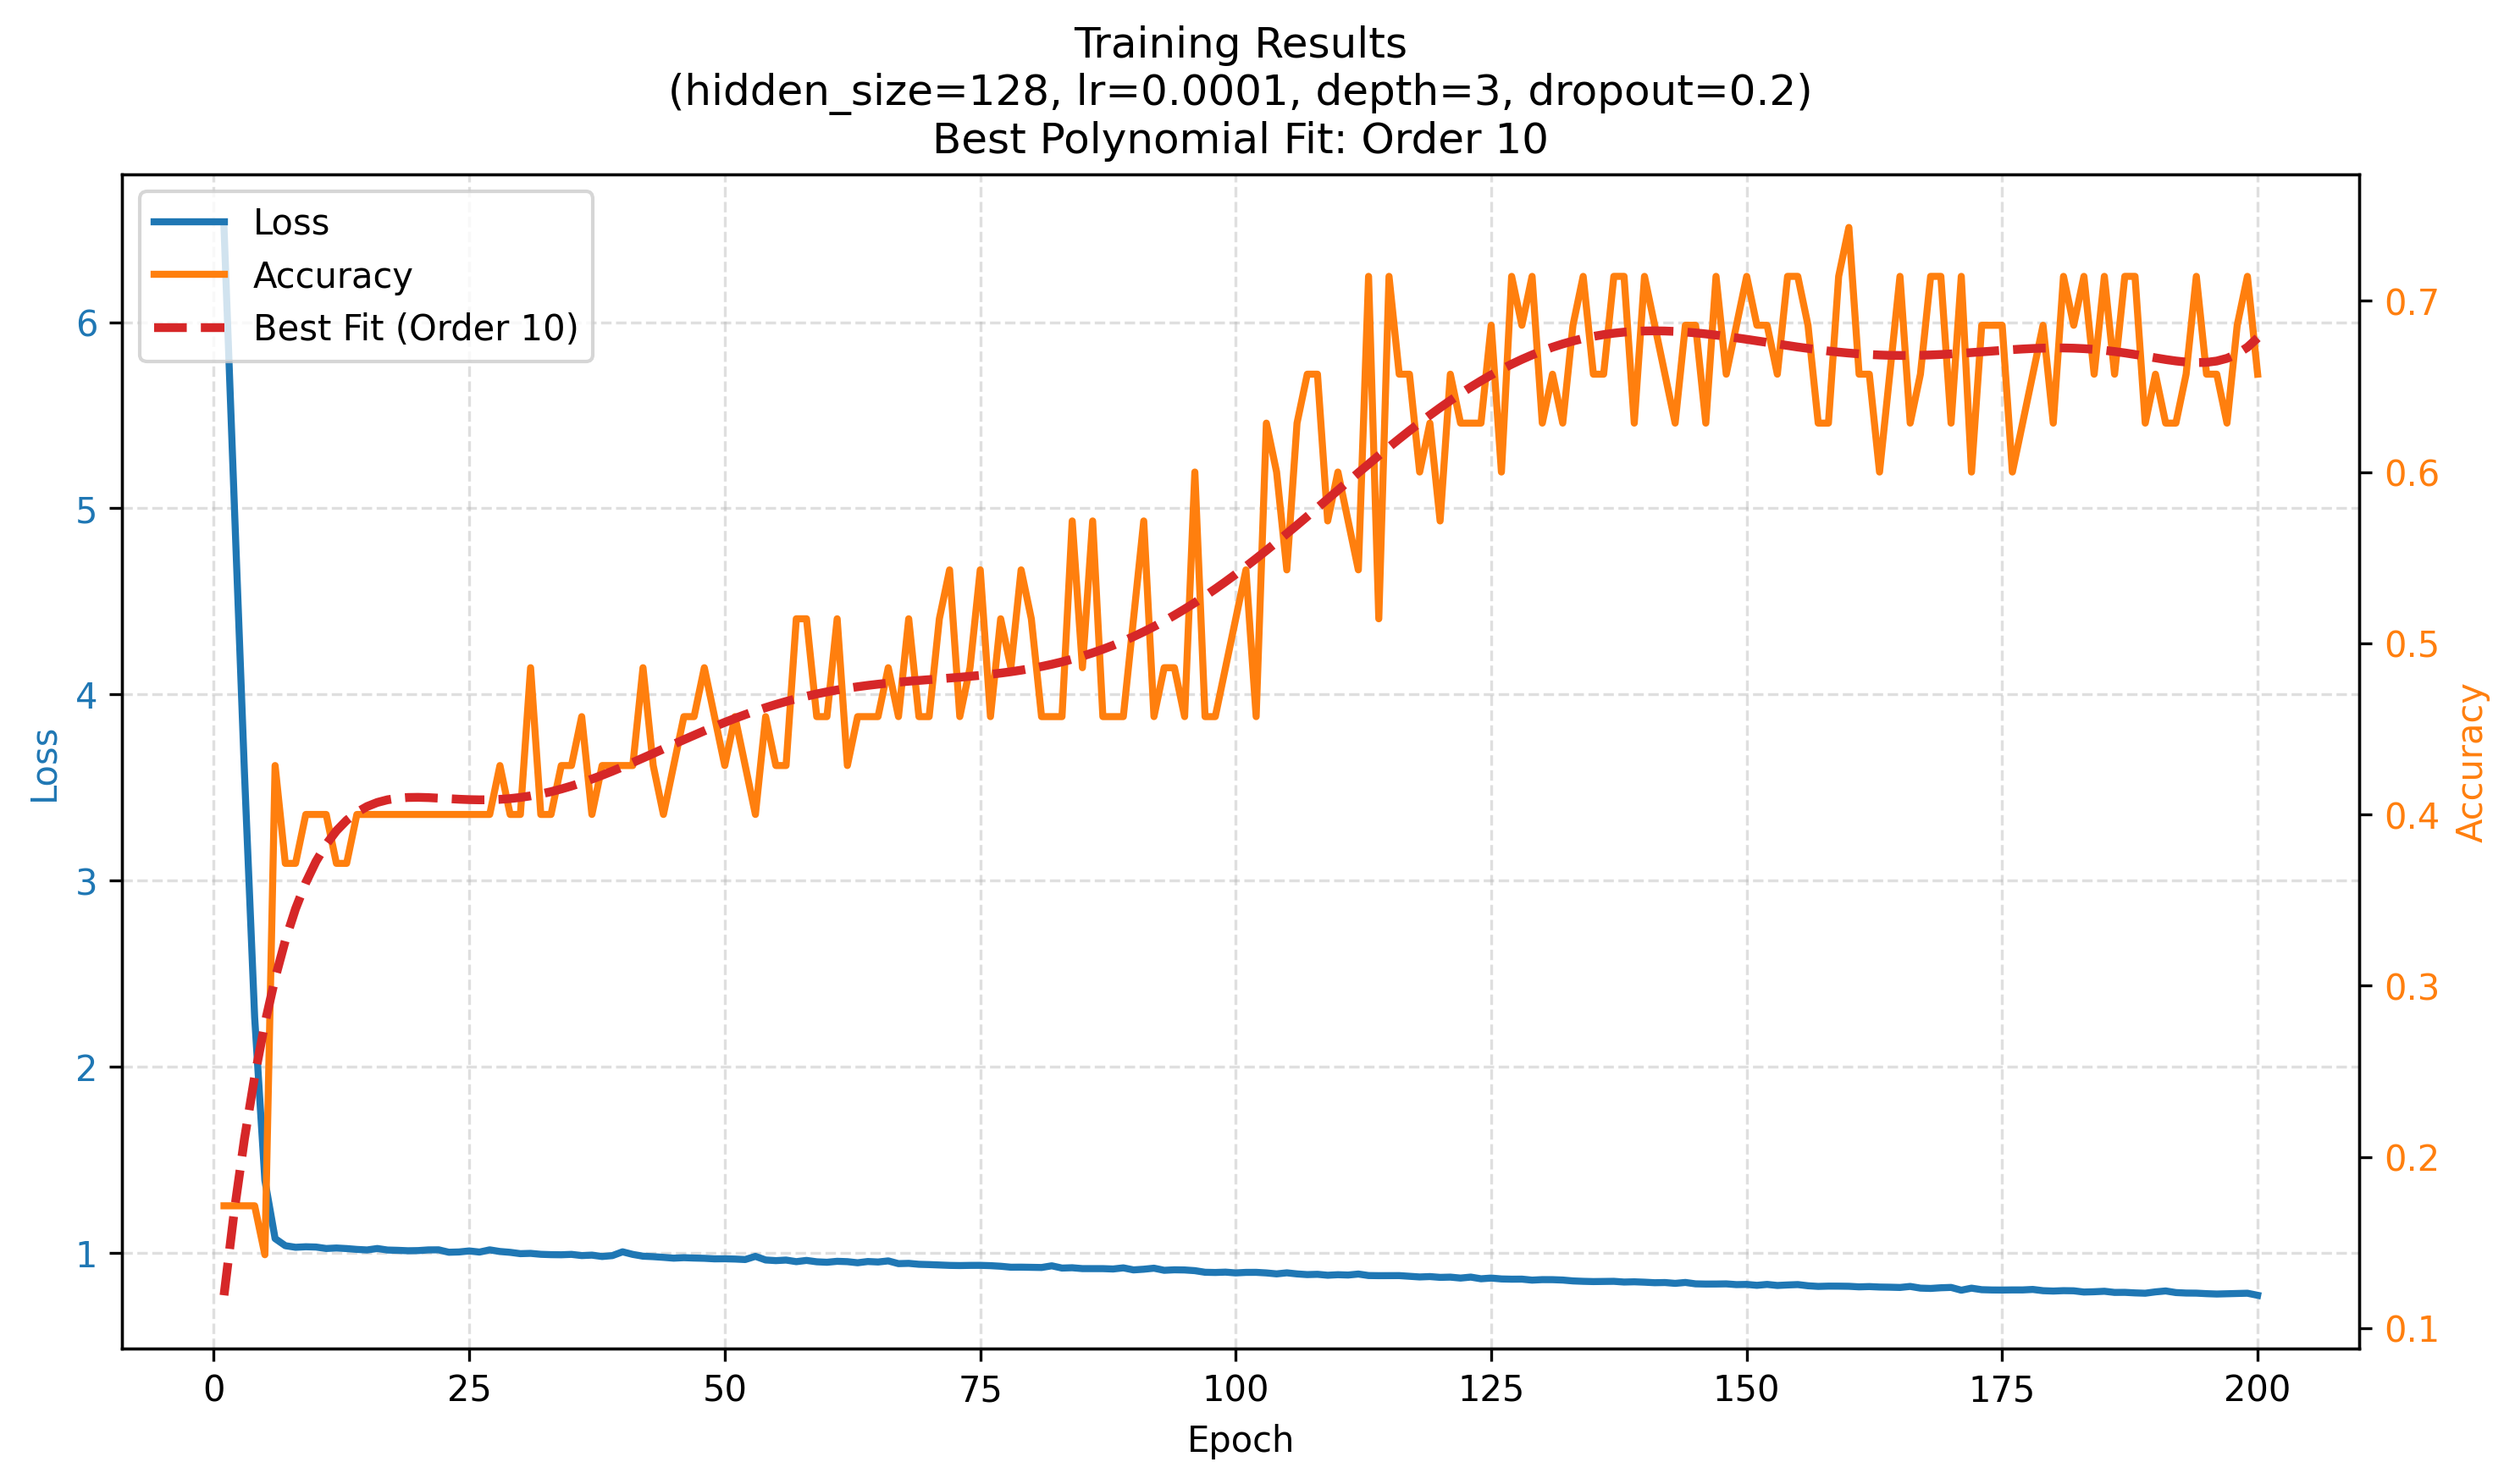 Training Results
(hidden_size=128, lr=0.0001, depth=3, dropout=0.2)
Best Polynomial Fit: Order 10
Loss
Accuracy
Best Fit (Order 10)
6
5
4
3
2
1
Loss
0.7
0.6
0.5
0.4
0.3
0.2
0.1
Accuracy
0 25 50 75 100 125 150 175 200
Epoch